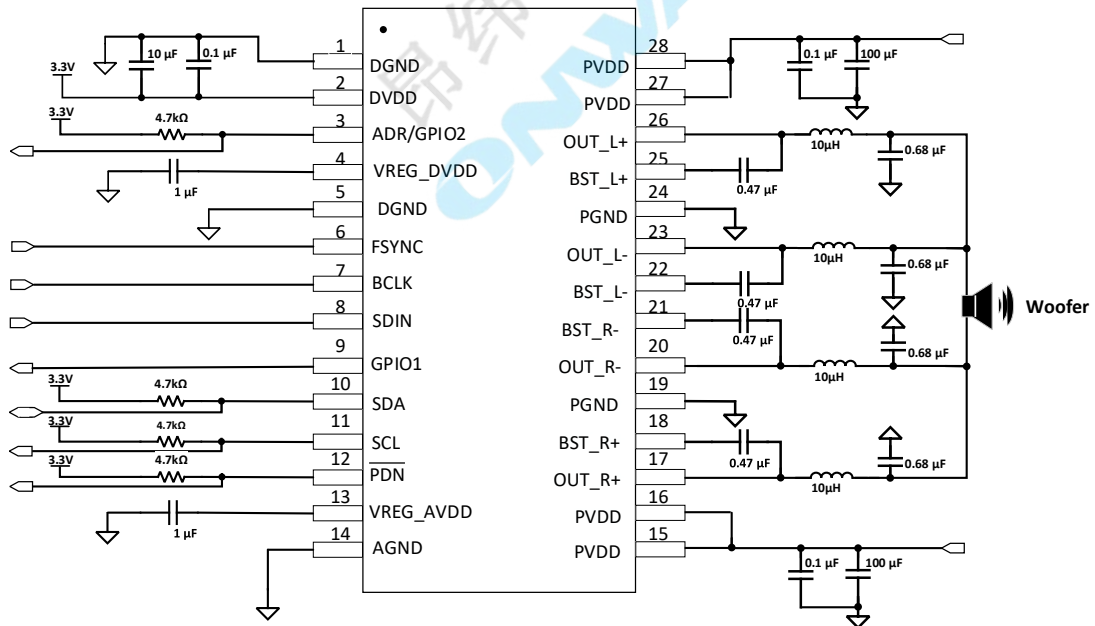 昂纬
3.3V
10 µF
0.1 µF
1
DGND
2
DVDD
3.3V
4.7kΩ
3
ADR/GPIO2
4
VREG_DVDD
1 µF
5
DGND
6
FSYNC
7
BCLK
8
SDIN
9
GPIO1
3.3V
4.7kΩ
10
SDA
3.3V
4.7kΩ
11
SCL
3.3V
4.7kΩ
12
PDN
13
VREG_AVDD
1 µF
14
AGND
28
PVDD
0.1 µF
100 µF
27
PVDD
26
OUT_L+
10µH
0.68 µF
25
BST_L+
0.47 µF
24
PGND
23
OUT_L-
10µH
0.68 µF
22
BST_L-
0.47 µF
21
BST_R-
0.47 µF
Woofer
20
OUT_R-
10µH
0.68 µF
19
PGND
18
BST_R+
0.47 µF
17
OUT_R+
10µH
0.68 µF
16
PVDD
15
PVDD
0.1 µF
100 µF